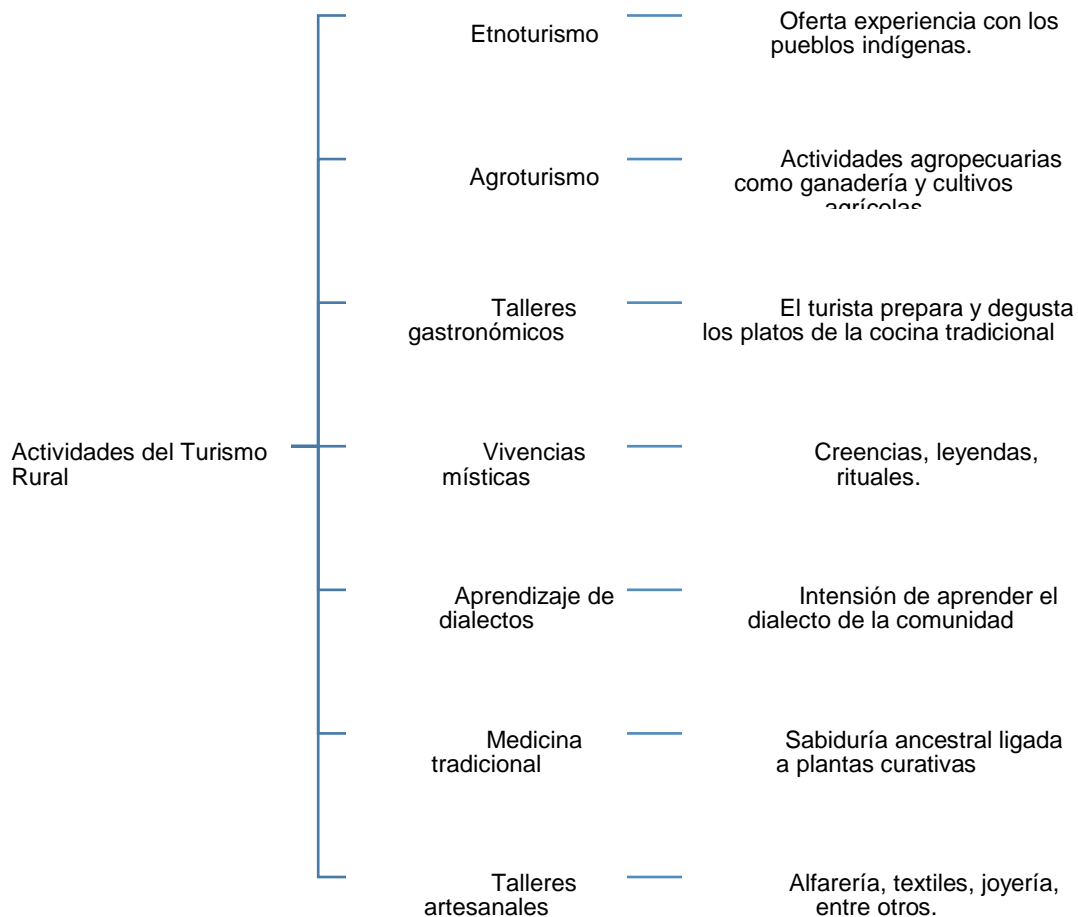 Etnoturismo
Oferta experiencia con los
pueblos indígenas.
Agroturismo
Actividades agropecuarias
como ganadería y cultivos
agrícolas
Talleres
gastronómicos
El turista prepara y degusta
los platos de la cocina tradicional
Actividades del Turismo
Rural
Vivencias
místicas
Creencias, leyendas,
rituales.
Aprendizaje de
dialectos
Intensión de aprender el
dialecto de la comunidad
Medicina
tradicional
Sabiduría ancestral ligada
a plantas curativas
Talleres
artesanales
Alfarería, textiles, joyería,
entre otros.